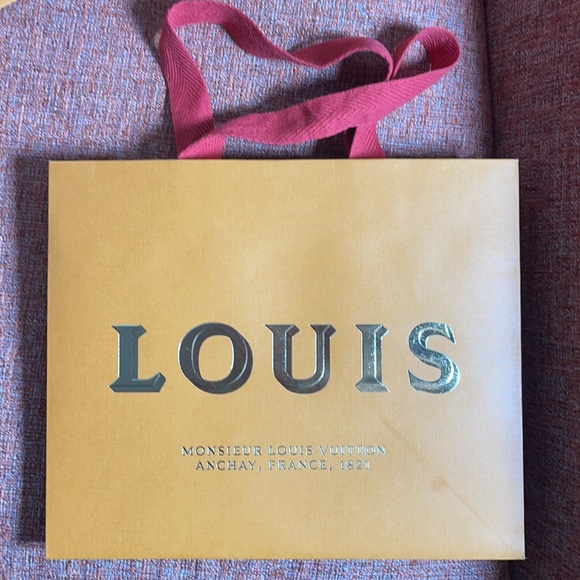 LOUIS
MONSIEUR LOUIS VUITTON
ANCHAY, FRANCE, 1821